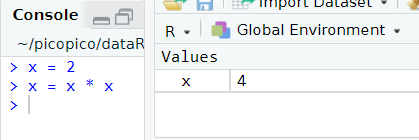 Console
~/picopico/dataR
> x = 2
> x = x * x
>
Import Dataset
R
Global Environment
Values
x 4